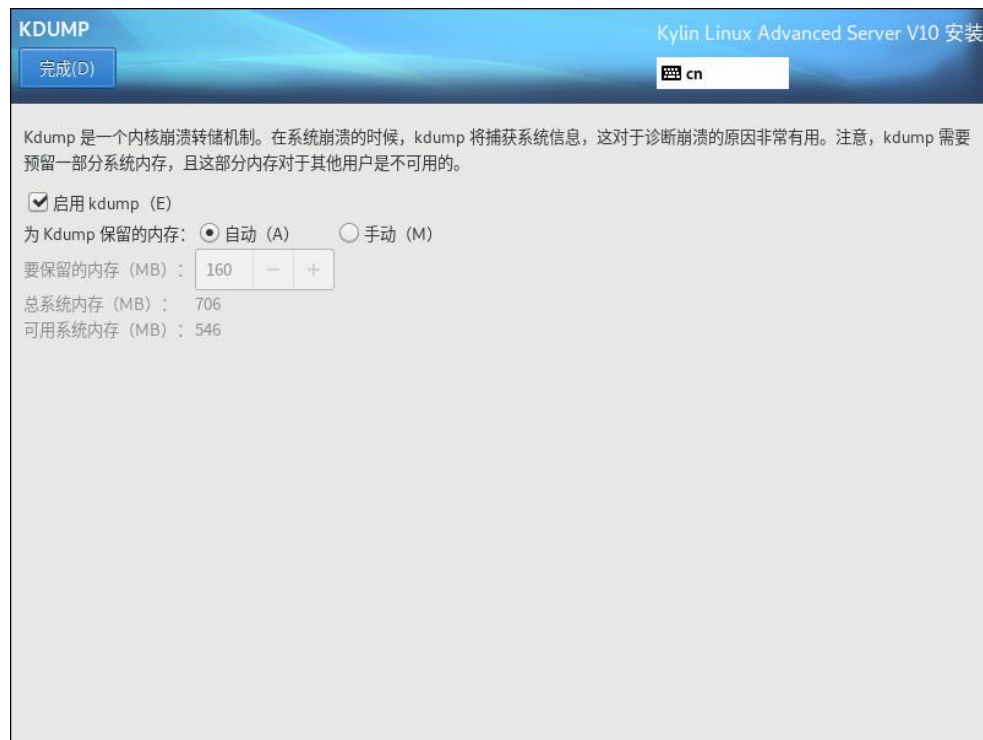 KDUMP
Kylin Linux Advanced Server V10 安装
完成(D)
cn
Kdump 是一个内核崩溃转储机制。在系统崩溃的时候，kdump 将捕获系统信息，这对于诊断崩溃的原因非常有用。注意，kdump 需要
预留一部分系统内存，且这部分内存对于其他用户是不可用的。
启用 kdump（E）
为 Kdump 保留的内存： 自动（A） 手动（M）
要保留的内存（MB）： 160 − +
总系统内存（MB）： 706
可用系统内存（MB）： 546